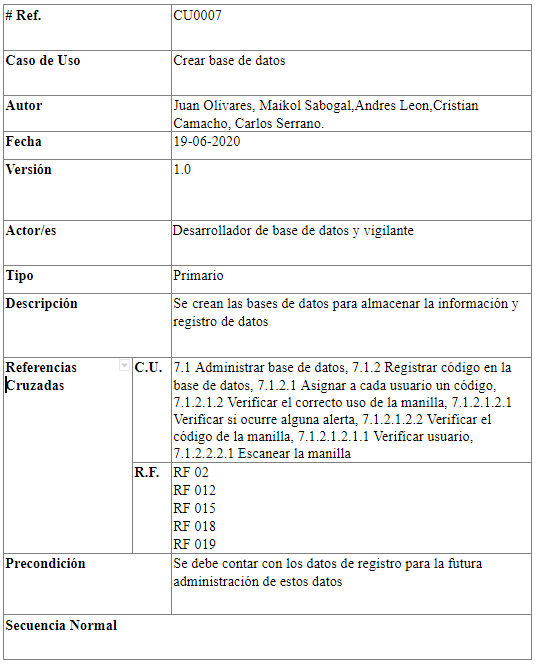 # Ref. CU0007
Caso de Uso Crear base de datos
Autor Juan Olivares, Maikol Sabogal,Andres Leon,Cristian
Camacho, Carlos Serrano.
Fecha 19-06-2020
Versión 1.0
Actor/es Desarrollador de base de datos y vigilante
Tipo Primario
Descripción Se crean las bases de datos para almacenar la información y
registro de datos
Referencias C.U. 7.1 Administrar base de datos, 7.1.2 Registrar código en la
Cruzadas base de datos, 7.1.2.1 Asignar a cada usuario un código,
7.1.2.1.2 Verificar el correcto uso de la manilla, 7.1.2.1.2.1
Verificar si ocurre alguna alerta, 7.1.2.1.2.2 Verificar el
código de la manilla, 7.1.2.1.2.1.1 Verificar usuario,
7.1.2.2.2.1 Escanear la manilla
R.F. RF 02
RF 012
RF 015
RF 018
RF 019
Precondición Se debe contar con los datos de registro para la futura
administración de estos datos
Secuencia Normal